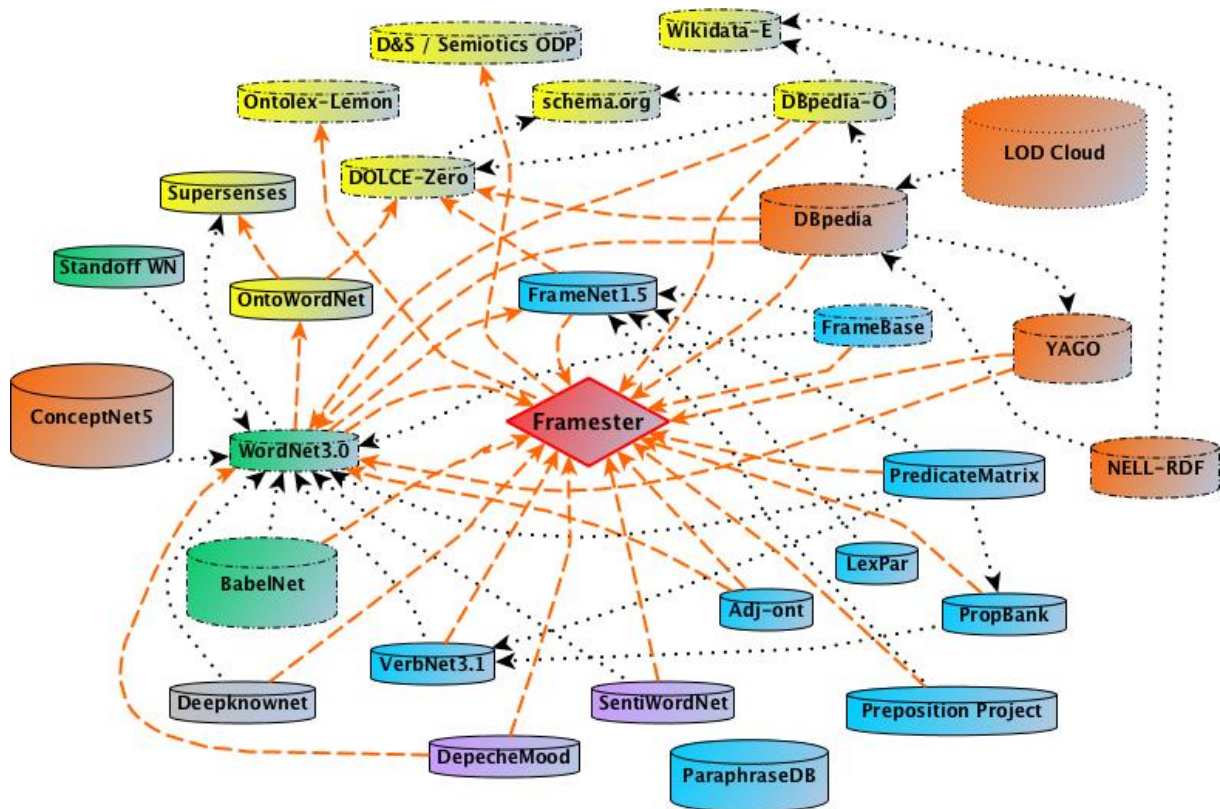 D&S / Semiotics ODP
Wikidata-E
Ontolex-Lemon
schema.org
DBpedia-O
LOD Cloud
DOLCE-Zero
Supersenses
DBpedia
Standoff WN
OntoWordNet
FrameNet1.5
FrameBase
YAGO
ConceptNet5
Framester
WordNet3.0
PredicateMatrix
NELL-RDF
LexPar
BabelNet
Adj-ont
PropBank
VerbNet3.1
Deepknownet
SentiWordNet
Preposition Project
DepecheMood
ParaphraseDB